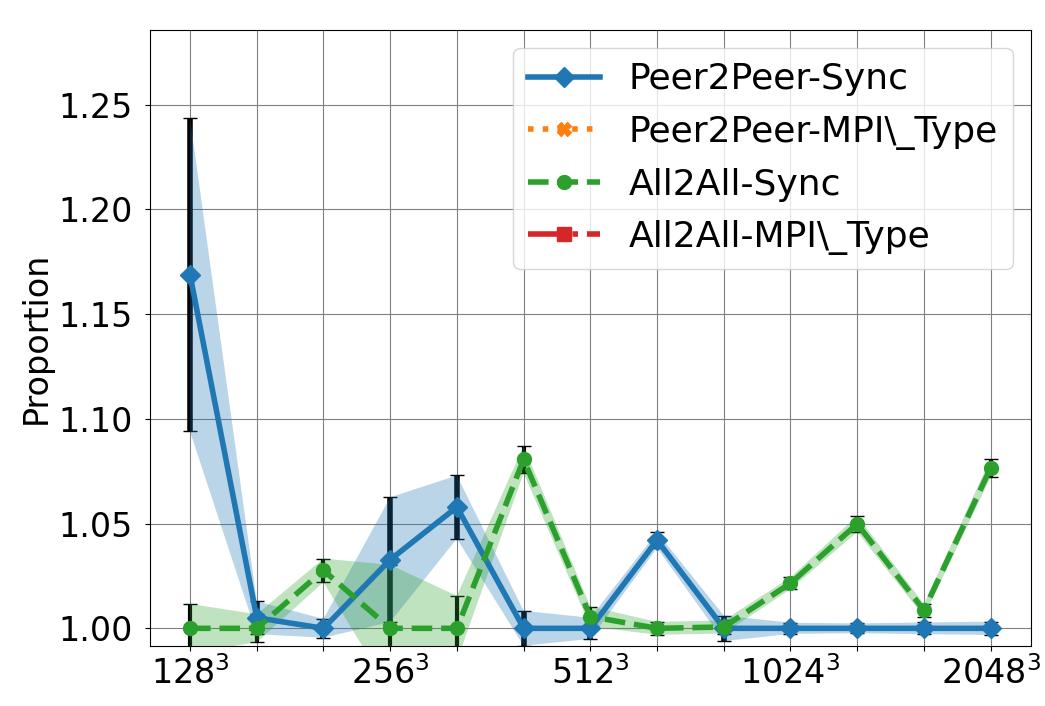 Peer2Peer-Sync
Peer2Peer-MPI\_Type
All2All-Sync
All2All-MPI\_Type
Proportion
1.25
1.20
1.15
1.10
1.05
1.00
128³ 256³ 512³ 1024³ 2048³